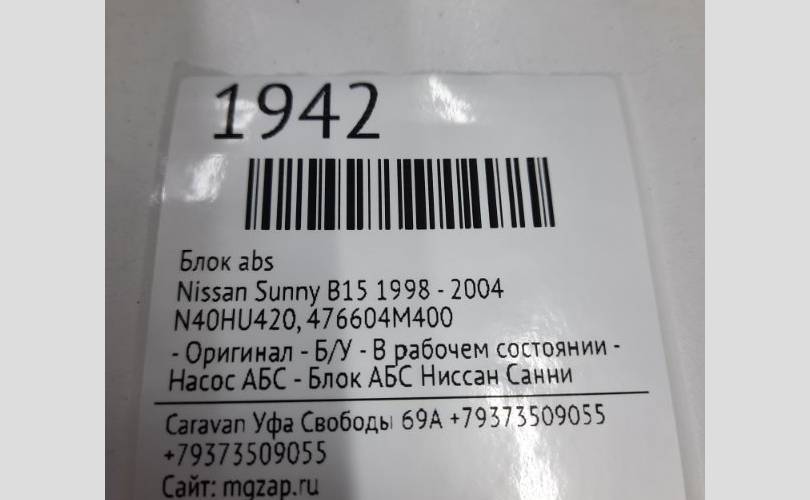 1942
Блок abs
Nissan Sunny B15 1998 - 2004
N40HU420, 476604M400
- Оригинал - Б/У - В рабочем состоянии -
Насос АБС - Блок АБС Ниссан Санни
Caravan Уфа Свободы 69А +79373509055
+79373509055
Сайт: mgzap.ru